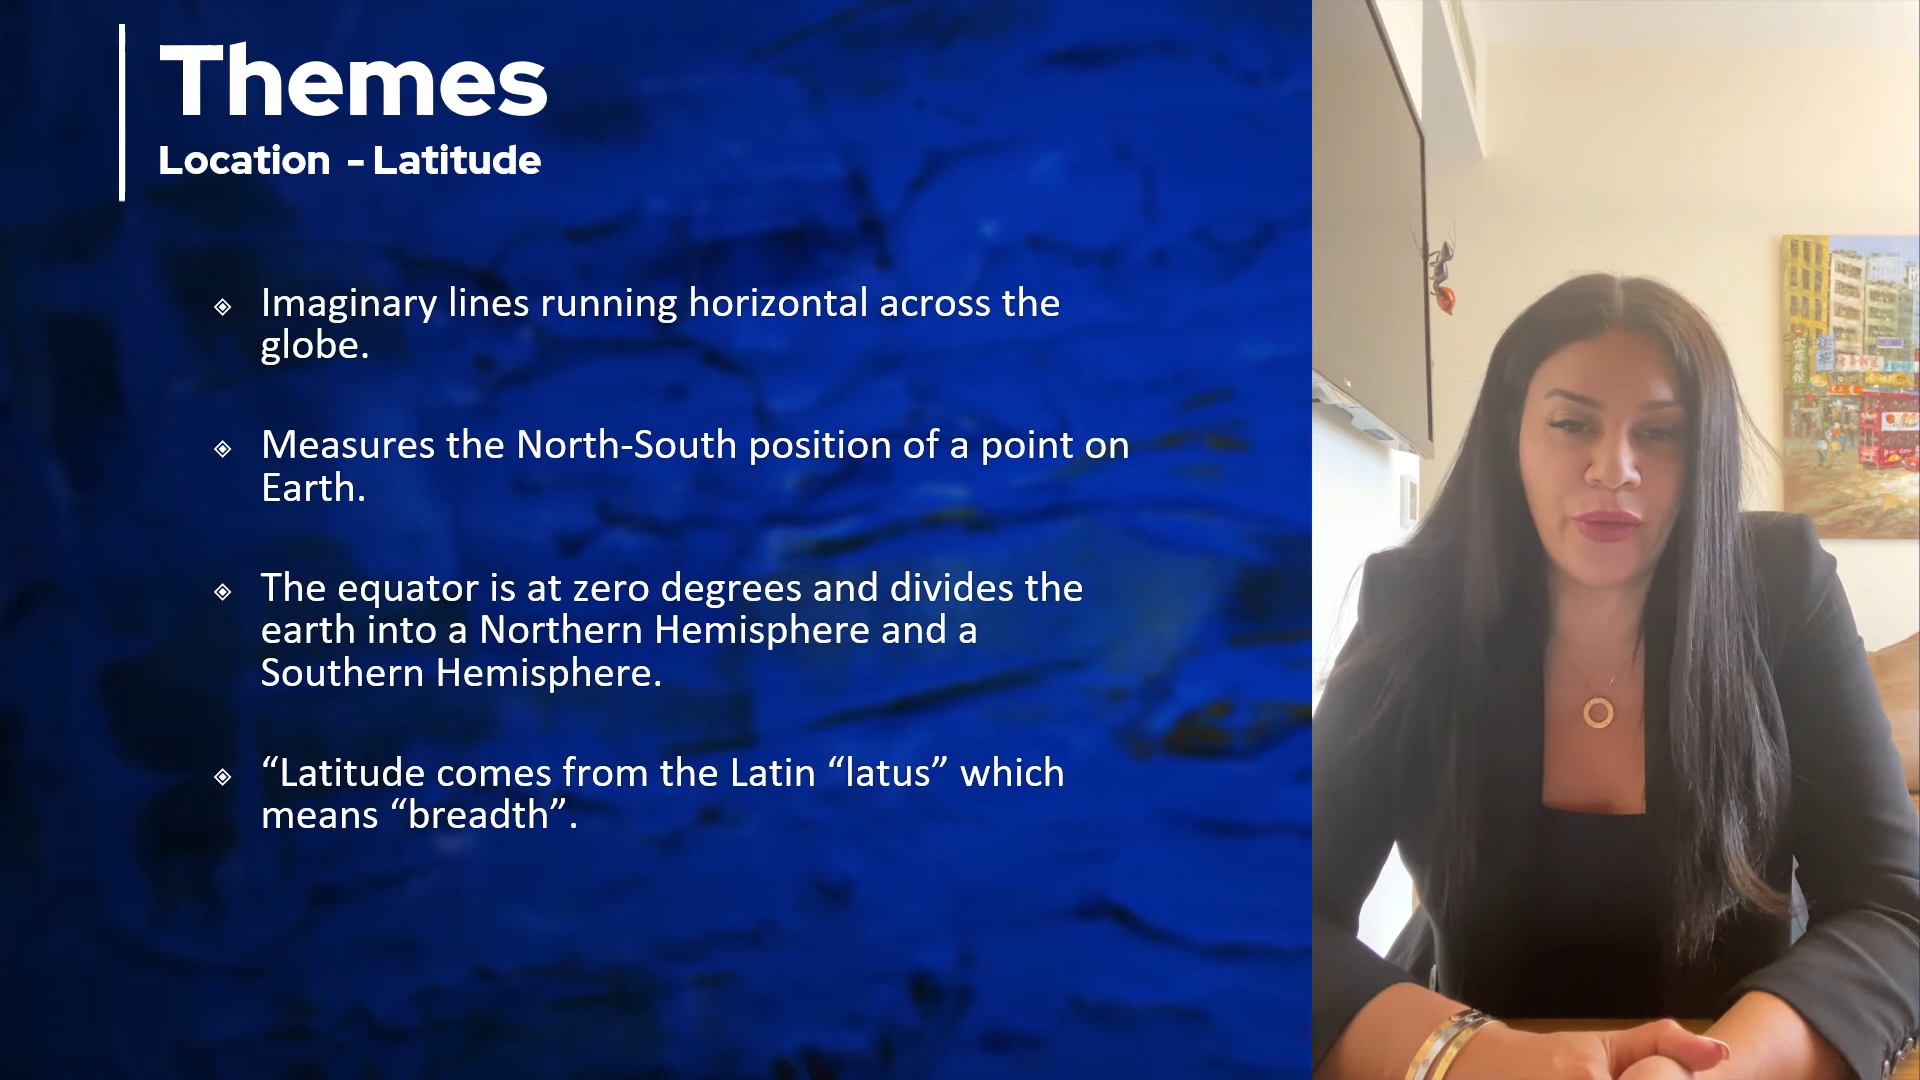 Themes
Location - Latitude
Imaginary lines running horizontal across the
globe.
Measures the North-South position of a point on
Earth.
The equator is at zero degrees and divides the
earth into a Northern Hemisphere and a
Southern Hemisphere.
“Latitude comes from the Latin “latus” which
means “breadth”.